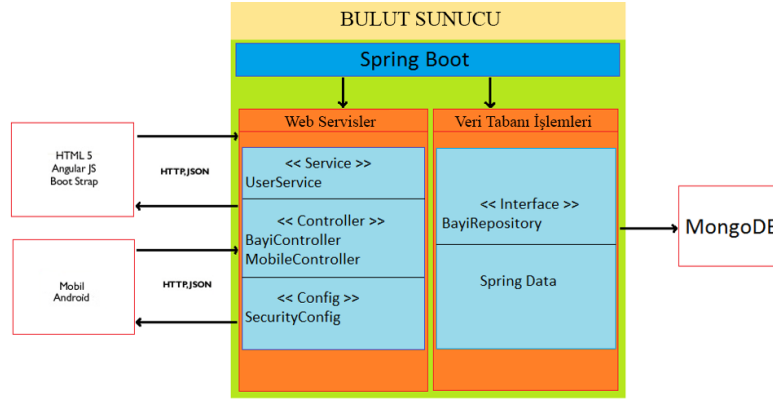 BULUT SUNUCU
Spring Boot
Web Servisler
<< Service >>
UserService
<< Controller >>
BayiController
MobileController
<< Config >>
SecurityConfig
Veri Tabanı İşlemleri
<< Interface >>
BayiRepository
Spring Data
HTML 5
Angular JS
Boot Strap
HTTP,JSON
Mobil
Android
HTTP,JSON
MongoDB